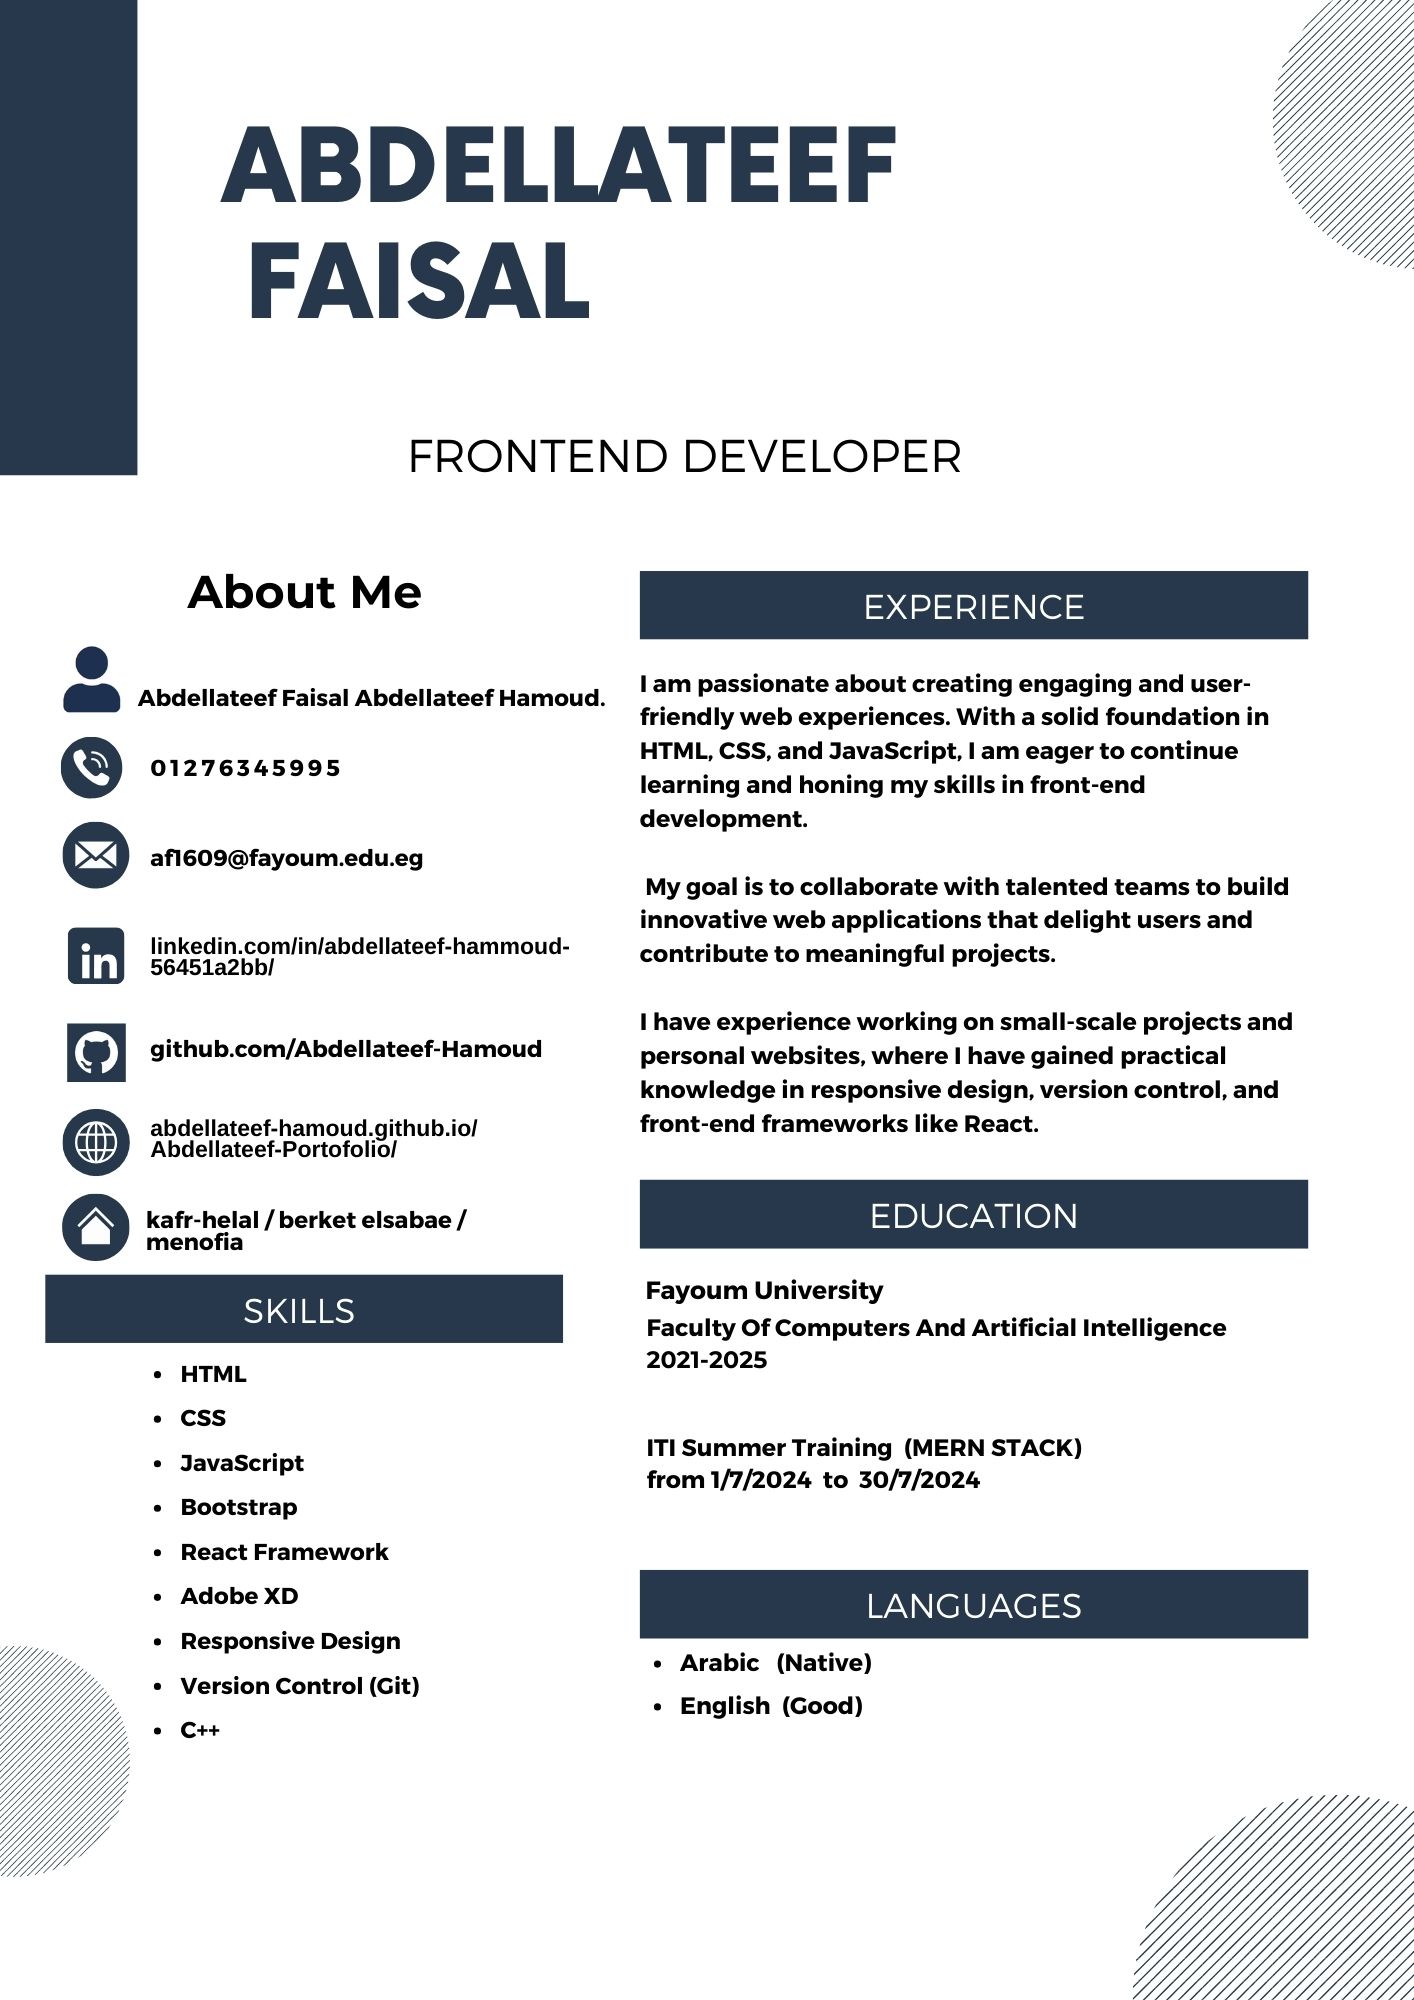 ABDELLATEEF
FAISAL
FRONTEND DEVELOPER
About Me
Abdellateef Faisal Abdellateef Hamoud.
01276345995
af1609@fayoum.edu.eg
linkedin.com/in/abdellateef-hammoud-
56451a2bb/
github.com/Abdellateef-Hamoud
abdellateef-hamoud.github.io/
Abdellateef-Portofolio/
kafr-helal / berket elsabae /
menofia
SKILLS
• HTML
• CSS
• JavaScript
• Bootstrap
• React Framework
• Adobe XD
• Responsive Design
• Version Control (Git)
• C++
EXPERIENCE
I am passionate about creating engaging and user-
friendly web experiences. With a solid foundation in
HTML, CSS, and JavaScript, I am eager to continue
learning and honing my skills in front-end
development.
My goal is to collaborate with talented teams to build
innovative web applications that delight users and
contribute to meaningful projects.
I have experience working on small-scale projects and
personal websites, where I have gained practical
knowledge in responsive design, version control, and
front-end frameworks like React.
EDUCATION
Fayoum University
Faculty Of Computers And Artificial Intelligence
2021-2025
ITI Summer Training (MERN STACK)
from 1/7/2024 to 30/7/2024
LANGUAGES
• Arabic (Native)
• English (Good)